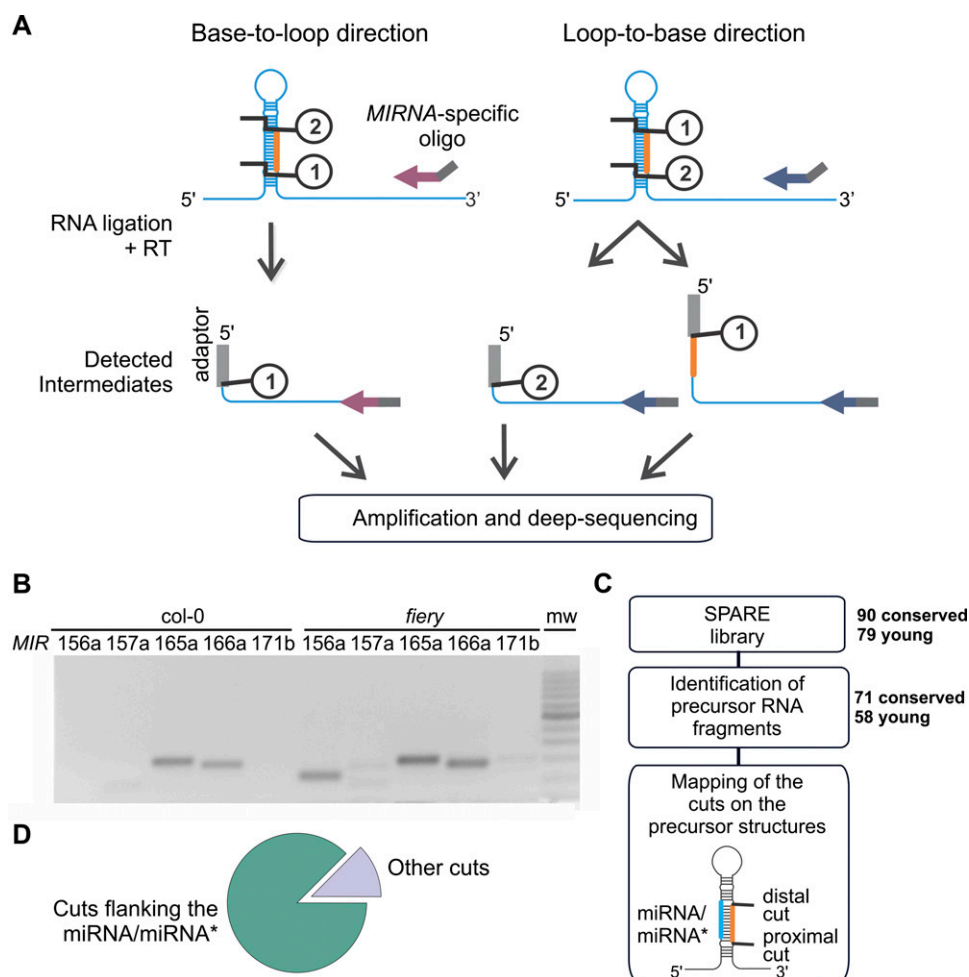 A
Base-to-loop direction
Loop-to-base direction
2
1
MIRNA-specific
oligo
1
2
5'
3'
5'
3'
RNA ligation
+ RT
Detected
Intermediates
adaptor
5'
1
5'
2
5'
1
Amplification and deep-sequencing
B
col-0
fiery
mw
MIR 156a 157a 165a 166a 171b 156a 157a 165a 166a 171b
C
SPARE
library
90 conserved
79 young
Identification of
precursor RNA
fragments
71 conserved
58 young
Mapping of the
cuts on the
precursor structures
miRNA/
miRNA*
distal
cut
proximal
cut
5'
3'
D
Other cuts
Cuts flanking the
miRNA/miRNA*